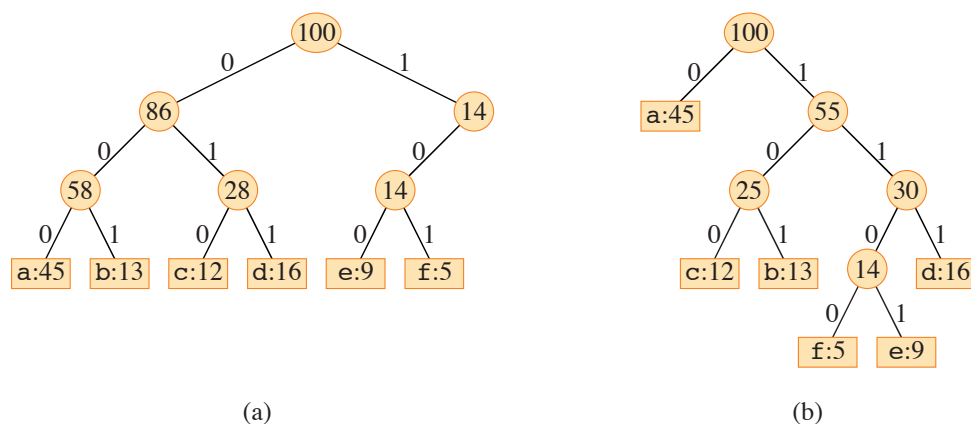 100 100
0 1 0 1
86 14 a:45 55
0 1 0 0 1
58 28 14 25 30
0 1 0 1 0 1 0 1 0 1
a:45 b:13 c:12 d:16 e:9 f:5 c:12 b:13 14 d:16
0 1
f:5 e:9
(a) (b)